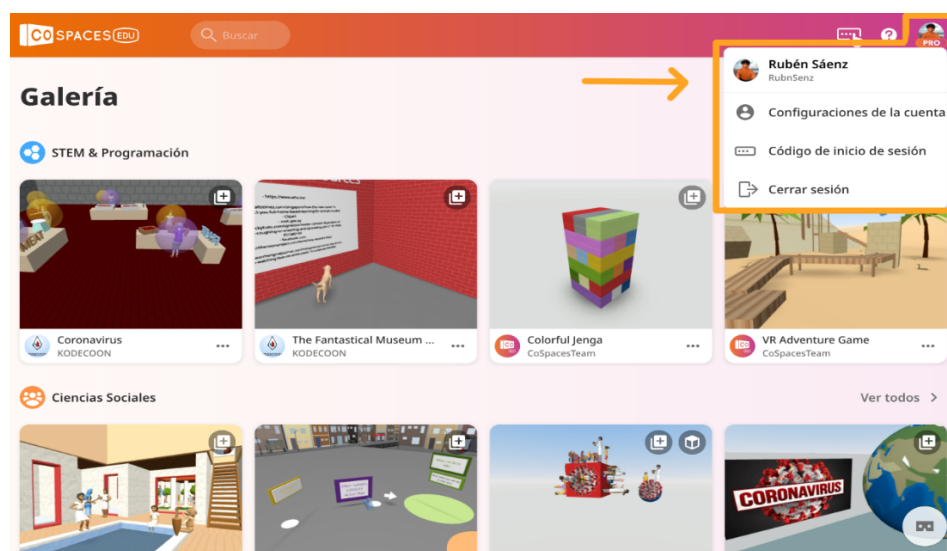 CO SPACES EDU
Buscar
PRO
Rubén Sáenz
RubnSenz
Configuraciones de la cuenta
Código de inicio de sesión
Cerrar sesión
Galería
STEM & Programación
Coronavirus
KODECOON
The Fantastical Museum ...
KODECOON
Colorful Jenga
CoSpacesTeam
VR Adventure Game
CoSpacesTeam
Ciencias Sociales
Ver todos
CORONAVIRUS